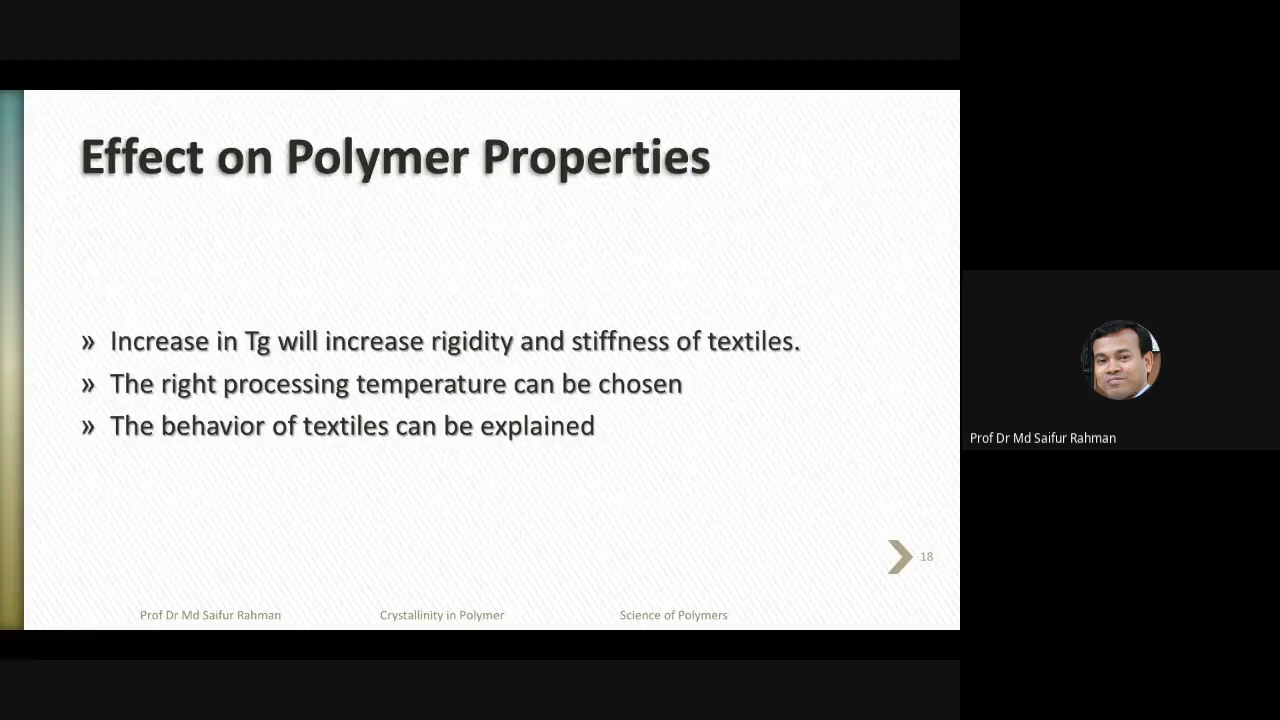 Effect on Polymer Properties
» Increase in Tg will increase rigidity and stiffness of textiles.
» The right processing temperature can be chosen
» The behavior of textiles can be explained
18
Prof Dr Md Saifur Rahman Crystallinity in Polymer Science of Polymers
Prof Dr Md Saifur Rahman